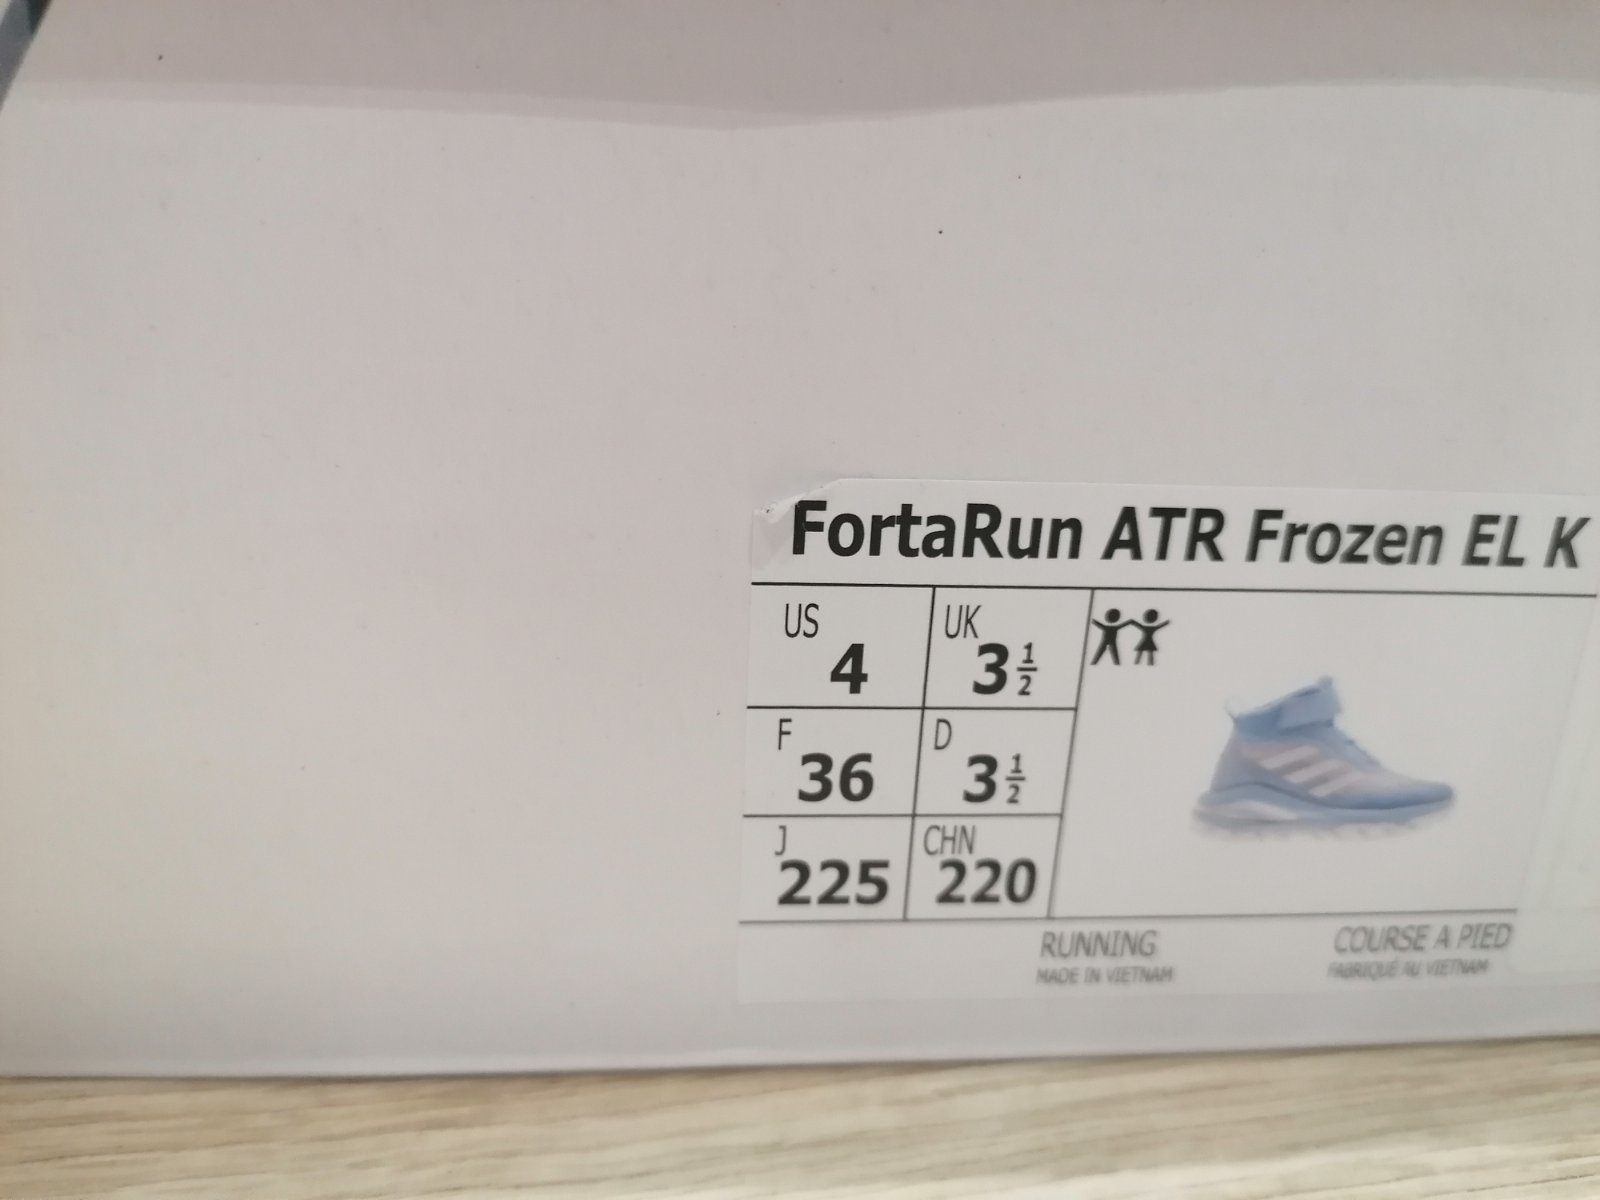 FortaRun ATR Frozen EL K
US 4 UK 3 1/2
F 36 D 3 1/2
J 225 CHN 220
RUNNING COURSE A PIED
MADE IN VIETNAM FABRIQUÉ AU VIETNAM